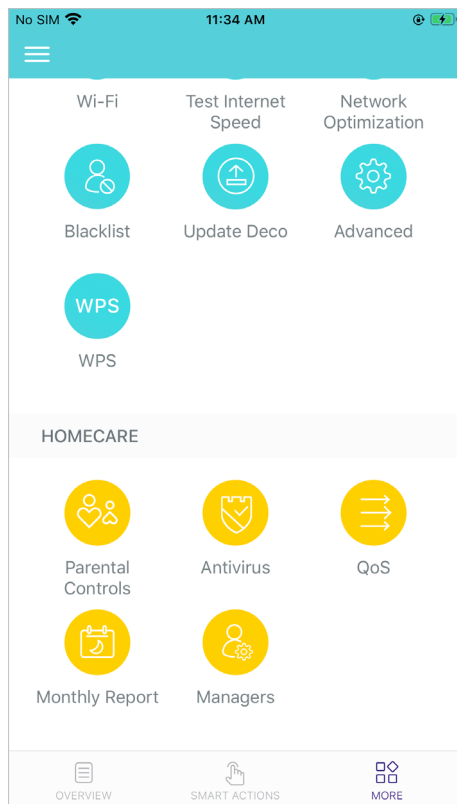 No SIM 11:34 AM
Wi-Fi Test Internet Speed Network Optimization
Blacklist Update Deco Advanced
WPS
WPS
HOMECARE
Parental Controls Antivirus QoS
Monthly Report Managers
OVERVIEW SMART ACTIONS MORE